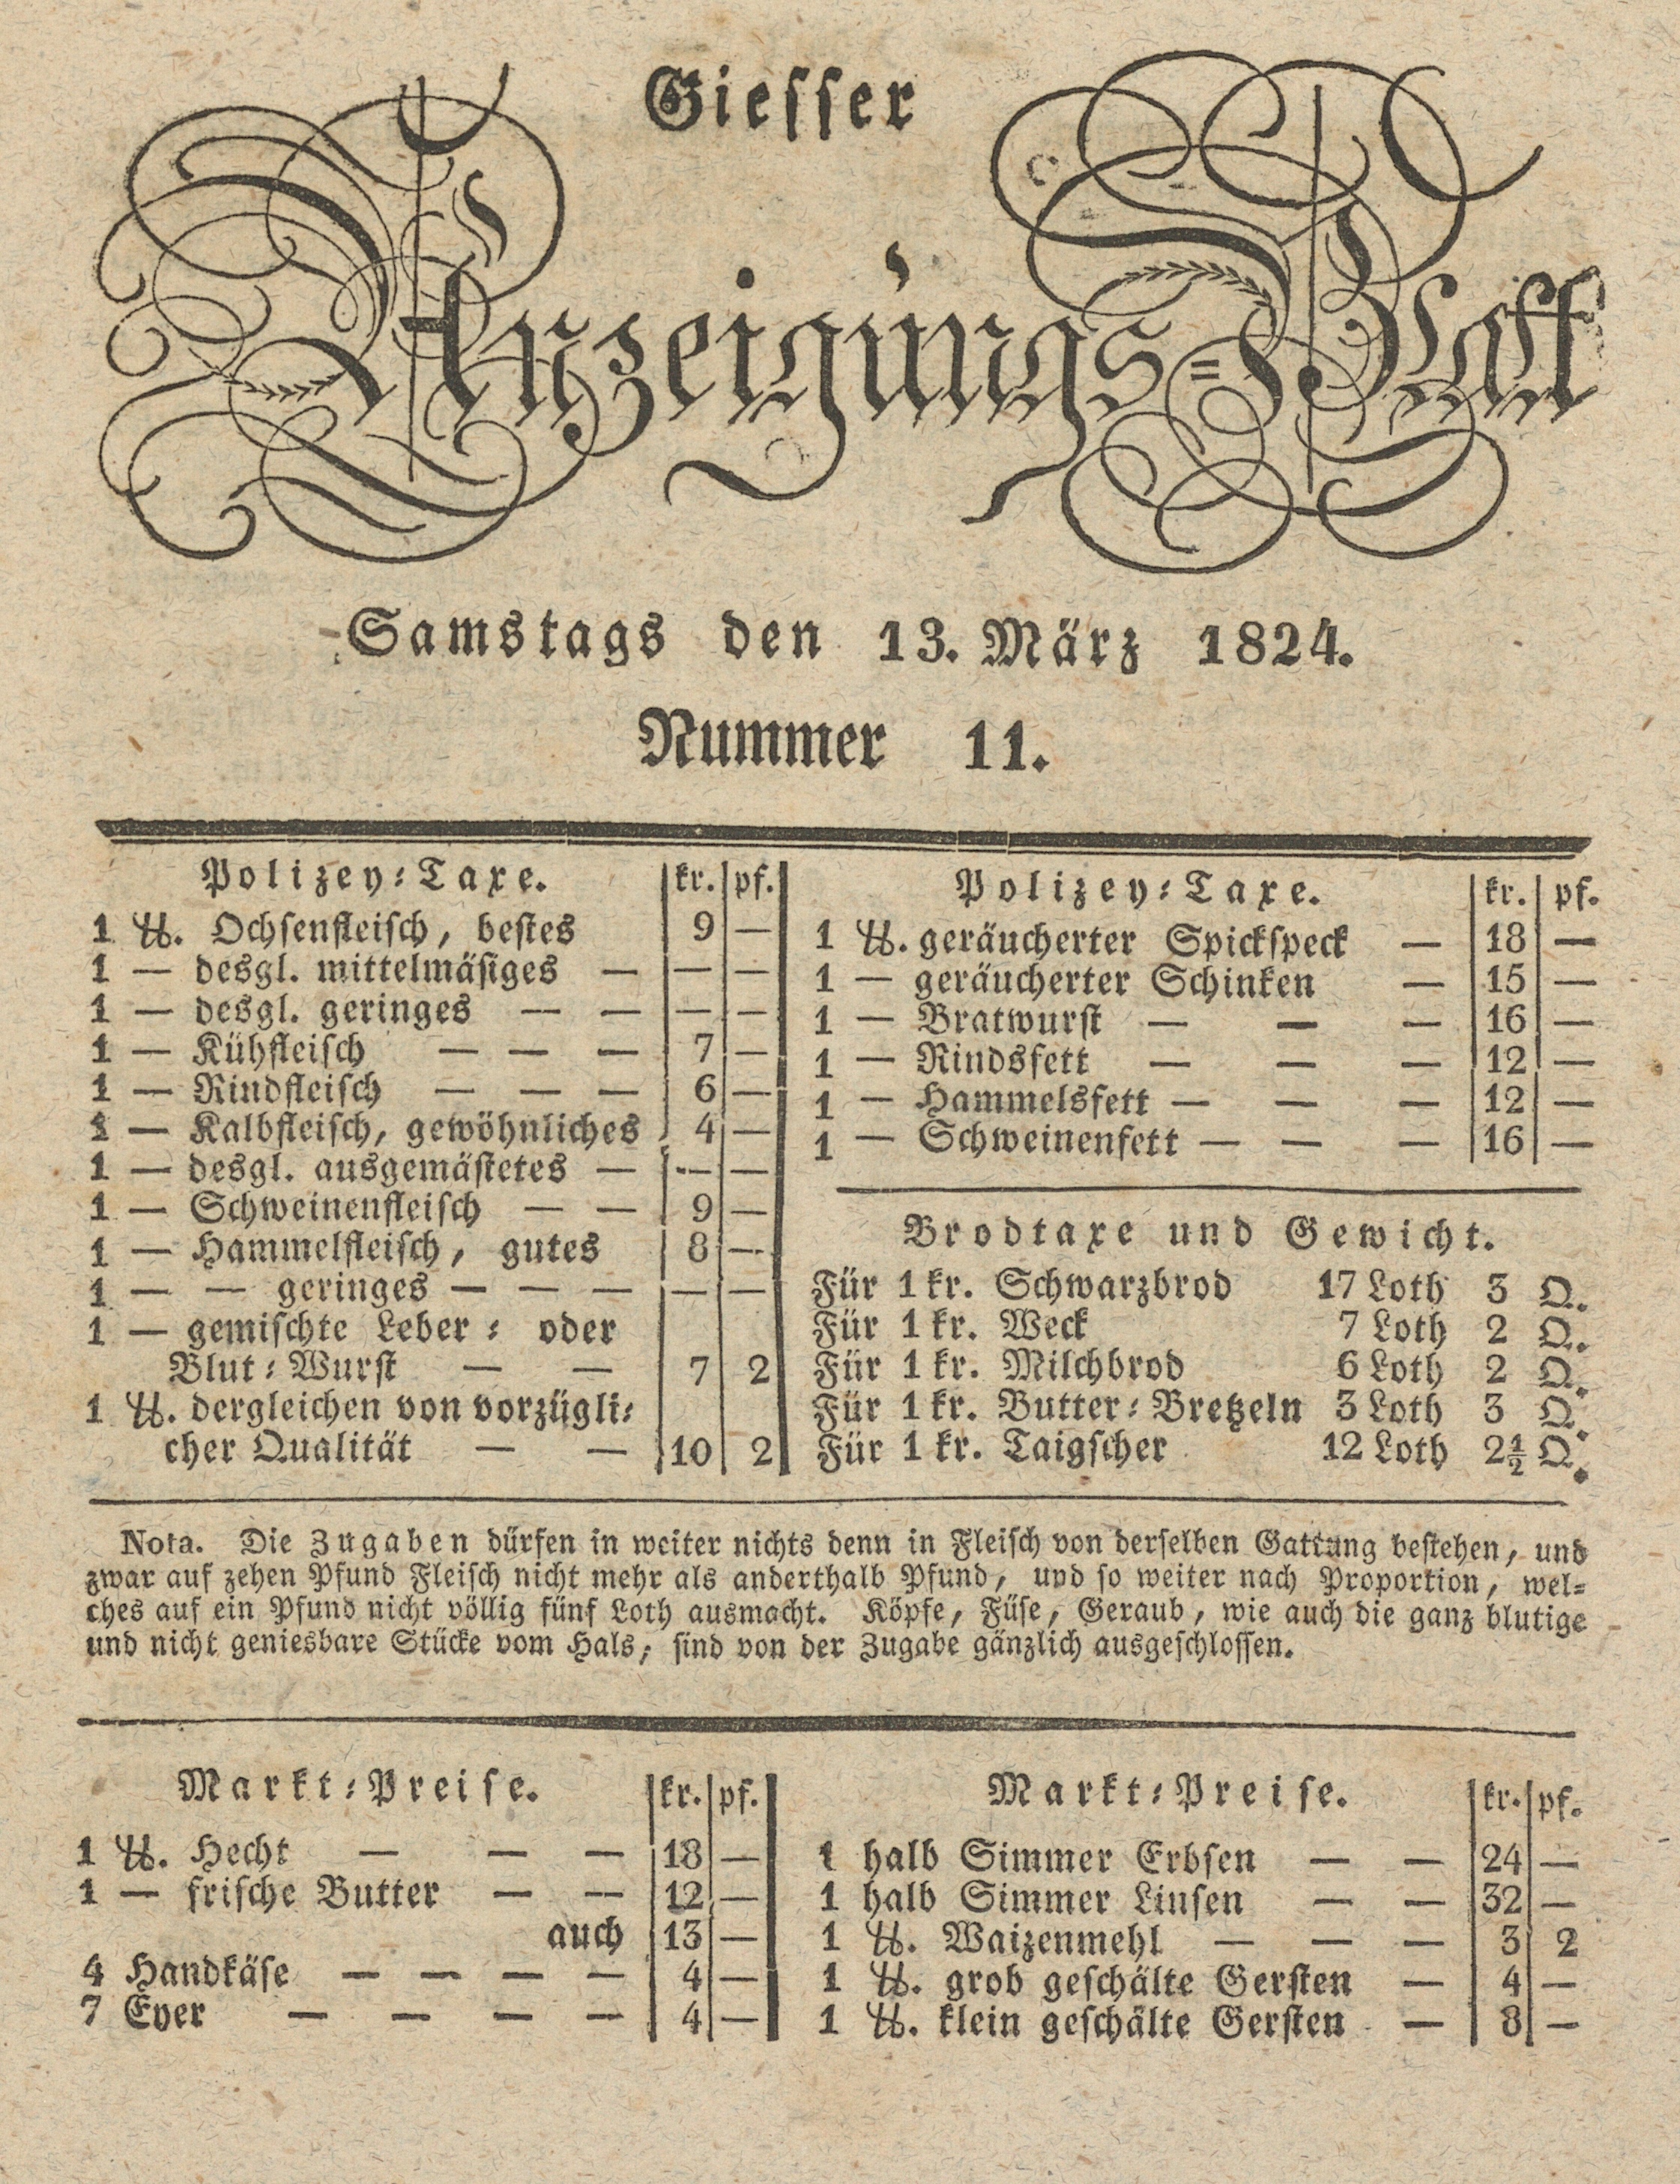 Giesser
Anzeigungs-Blatt
Samstags den 13. März 1824.
Nummer 11.
Polizey-Taxe. kr. pf.
1 ℔. Ochsenfleisch, bestes 9 —
1 — desgl. mittelmäsiges — — —
1 — desgl. geringes — — — —
1 — Kühfleisch — — — 7 —
1 — Rindfleisch — — — 6 —
1 — Kalbfleisch, gewöhnliches 4 —
1 — desgl. ausgemästetes — — —
1 — Schweinenfleisch — — 9 —
1 — Hammelfleisch, gutes 8 —
1 — — geringes — — — — —
1 — gemischte Leber- oder
Blut-Wurst — — 7 2
1 ℔. dergleichen von vorzügli-
cher Qualität — — 10 2
Polizey-Taxe. kr. pf.
1 ℔. geräucherter Spickspeck — 18 —
1 — geräucherter Schinken — 15 —
1 — Bratwurst — — — 16 —
1 — Rindsfett — — — 12 —
1 — Hammelsfett — — — 12 —
1 — Schweinenfett — — — 16 —
Brodtaxe und Gewicht.
Für 1 kr. Schwarzbrod 17 Loth 3 Q.
Für 1 kr. Weck 7 Loth 2 Q.
Für 1 kr. Milchbrod 6 Loth 2 Q.
Für 1 kr. Butter-Bretzeln 3 Loth 3 Q.
Für 1 kr. Taigscher 12 Loth 2½ Q.
Nota. Die Zugaben dürfen in weiter nichts denn in Fleisch von derselben Gattung bestehen, und
zwar auf zehen Pfund Fleisch nicht mehr als anderthalb Pfund, und so weiter nach Proportion, wel-
ches auf ein Pfund nicht völlig fünf Loth ausmacht. Köpfe, Füse, Geraub, wie auch die ganz blutige
und nicht geniesbare Stücke vom Hals, sind von der Zugabe gänzlich ausgeschlossen.
Markt-Preise. kr. pf.
1 ℔. Hecht — — — 18 —
1 — frische Butter — — 12 —
auch 13 —
4 Handkäse — — — — 4 —
7 Eyer — — — — 4 —
Markt-Preise. kr. pf.
1 halb Simmer Erbsen — — 24 —
1 halb Simmer Linsen — — 32 —
1 ℔. Waizenmehl — — — 3 2
1 ℔. grob geschälte Gersten — 4 —
1 ℔. klein geschälte Gersten — 8 —